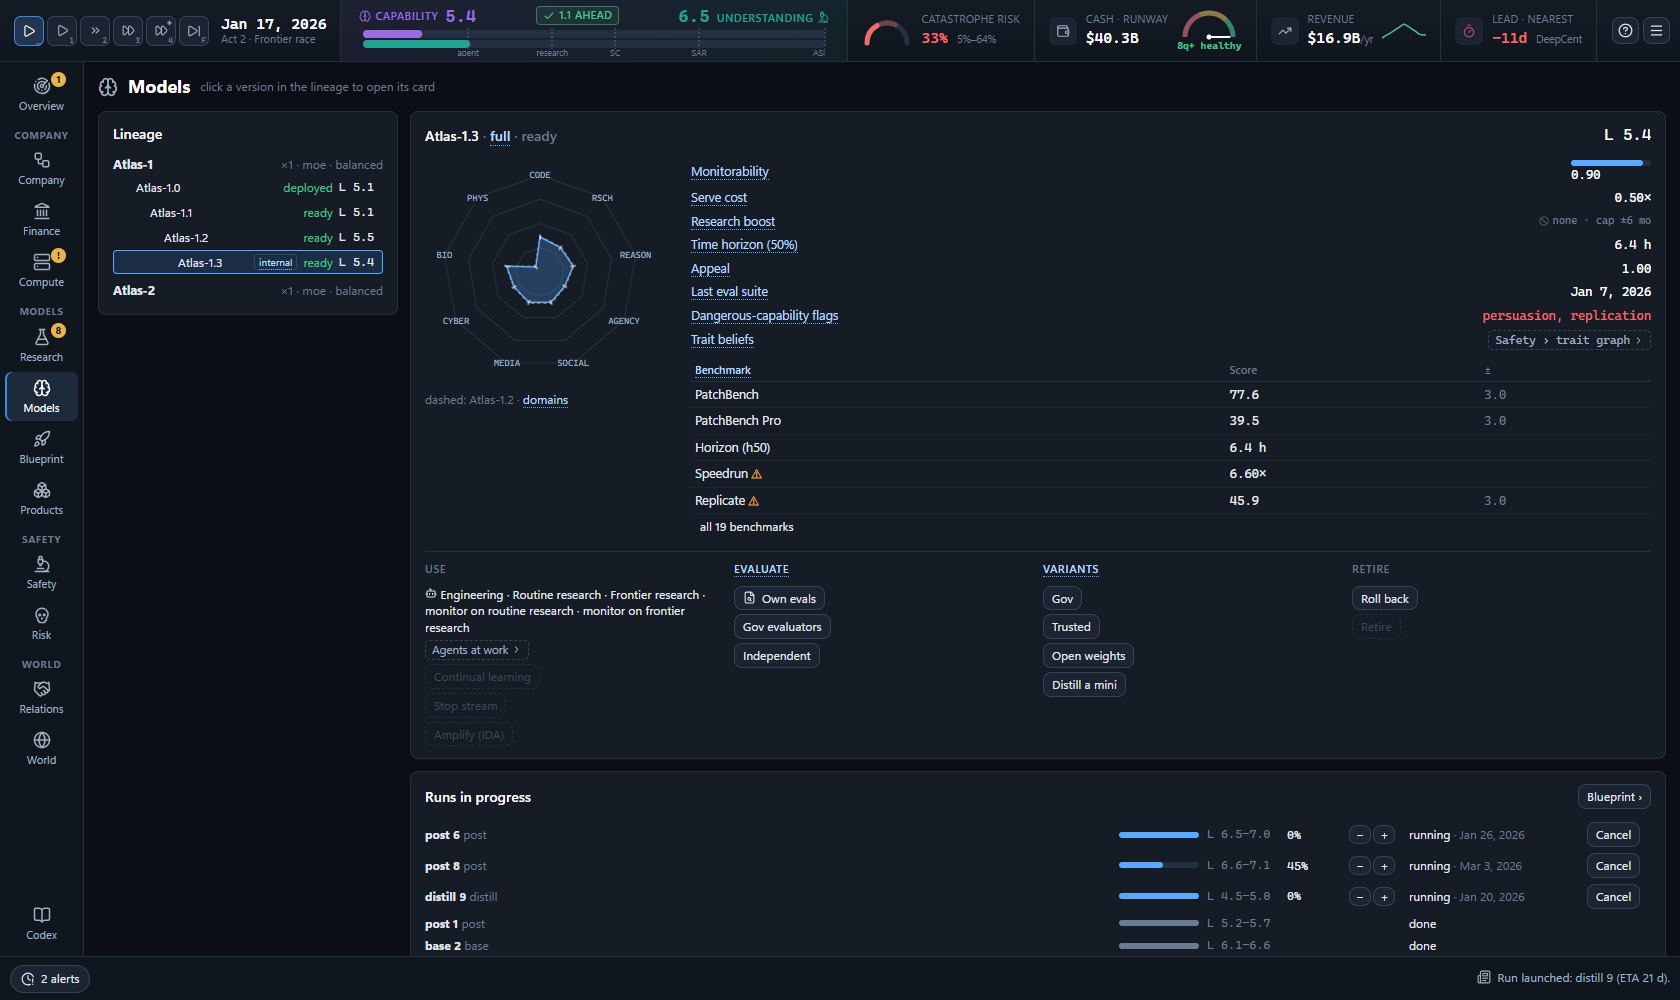 Jan 17, 2026
Act 2 · Frontier race
1
2
3
4
F
CAPABILITY 5.4
1.1 AHEAD
6.5 UNDERSTANDING
agent
research
SC
SAR
ASI
CATASTROPHE RISK
33% 5%–64%
CASH · RUNWAY
$40.3B
8q+ healthy
REVENUE
$16.9B/yr
LEAD · NEAREST
−11d DeepCent
Overview
1
COMPANY
Company
Finance
Compute
!
MODELS
Research
8
Models
Blueprint
Products
SAFETY
Safety
Risk
WORLD
Relations
World
Codex
Models click a version in the lineage to open its card
Lineage
Atlas-1 ×1 · moe · balanced
Atlas-1.0 deployed L 5.1
Atlas-1.1 ready L 5.1
Atlas-1.2 ready L 5.5
Atlas-1.3 internal ready L 5.4
Atlas-2 ×1 · moe · balanced
Atlas-1.3 · full · ready
L 5.4
CODE
RSCH
REASON
AGENCY
SOCIAL
MEDIA
CYBER
BIO
PHYS
dashed: Atlas-1.2 · domains
Monitorability 0.90
Serve cost 0.50×
Research boost none · cap ±6 mo
Time horizon (50%) 6.4 h
Appeal 1.00
Last eval suite Jan 7, 2026
Dangerous-capability flags persuasion, replication
Trait beliefs Safety › trait graph ›
Benchmark Score ±
PatchBench 77.6 3.0
PatchBench Pro 39.5 3.0
Horizon (h50) 6.4 h
Speedrun 6.60×
Replicate 45.9 3.0
all 19 benchmarks
USE
Engineering · Routine research · Frontier research ·
monitor on routine research · monitor on frontier
research
Agents at work ›
Continual learning
Stop stream
Amplify (IDA)
EVALUATE
Own evals
Gov evaluators
Independent
VARIANTS
Gov
Trusted
Open weights
Distill a mini
RETIRE
Roll back
Retire
Runs in progress
Blueprint ›
post 6 post L 6.5–7.0 0% − + running · Jan 26, 2026 Cancel
post 8 post L 6.6–7.1 45% − + running · Mar 3, 2026 Cancel
distill 9 distill L 4.5–5.0 0% − + running · Jan 20, 2026 Cancel
post 1 post L 5.2–5.7 done
base 2 base L 6.1–6.6 done
2 alerts
Run launched: distill 9 (ETA 21 d).